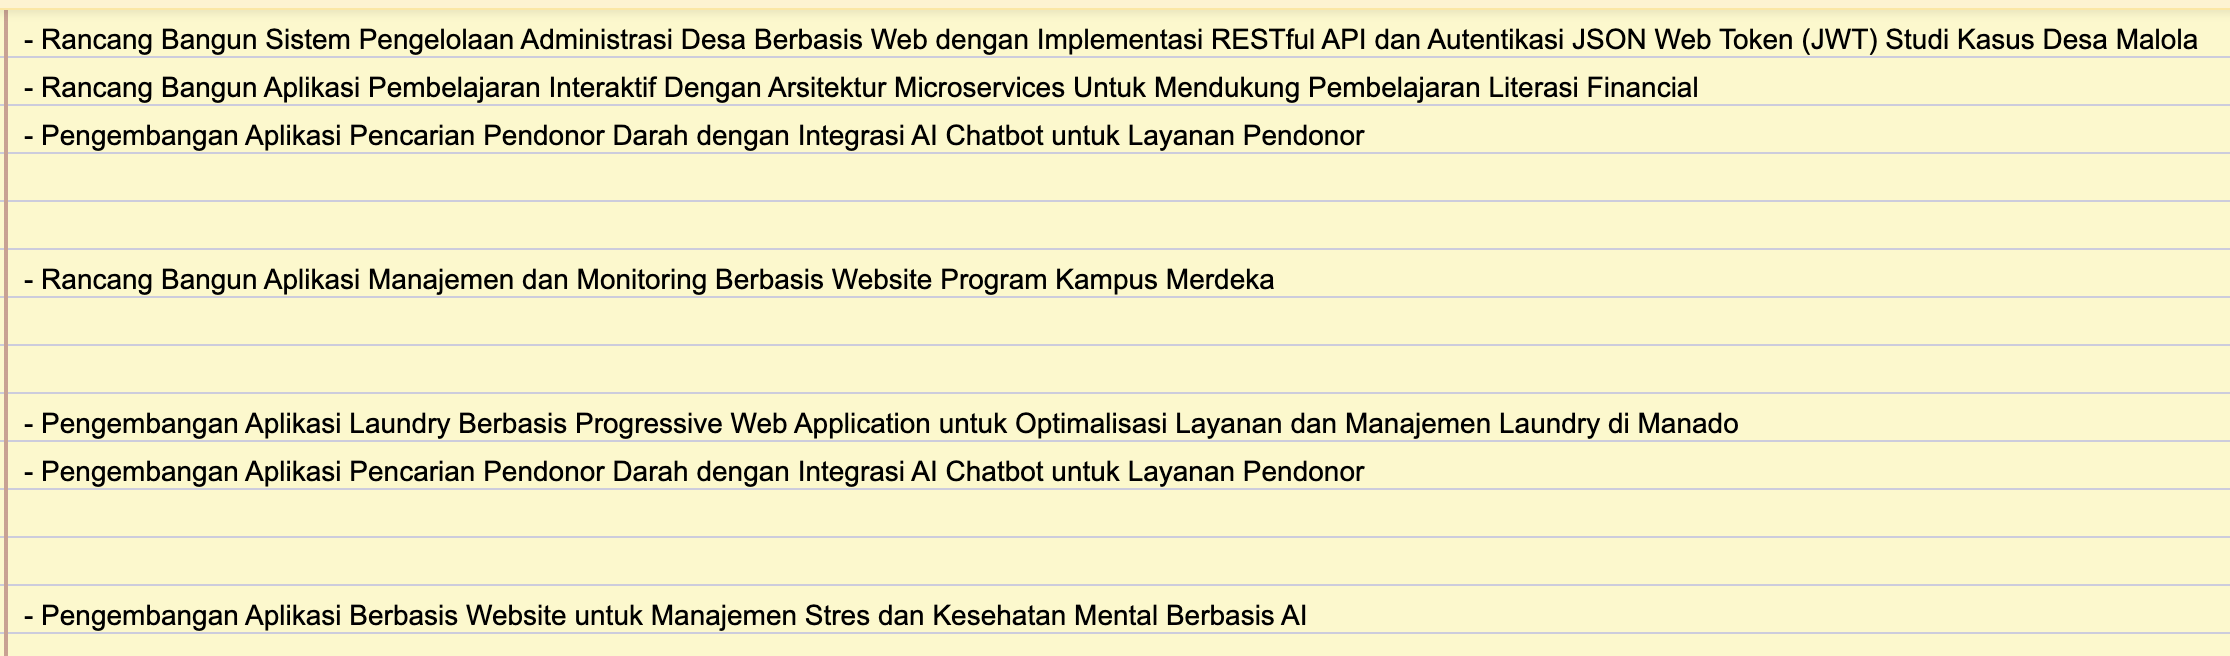 - Rancang Bangun Sistem Pengelolaan Administrasi Desa Berbasis Web dengan Implementasi RESTful API dan Autentikasi JSON Web Token (JWT) Studi Kasus Desa Malola
- Rancang Bangun Aplikasi Pembelajaran Interaktif Dengan Arsitektur Microservices Untuk Mendukung Pembelajaran Literasi Financial
- Pengembangan Aplikasi Pencarian Pendonor Darah dengan Integrasi AI Chatbot untuk Layanan Pendonor
- Rancang Bangun Aplikasi Manajemen dan Monitoring Berbasis Website Program Kampus Merdeka
- Pengembangan Aplikasi Laundry Berbasis Progressive Web Application untuk Optimalisasi Layanan dan Manajemen Laundry di Manado
- Pengembangan Aplikasi Pencarian Pendonor Darah dengan Integrasi AI Chatbot untuk Layanan Pendonor
- Pengembangan Aplikasi Berbasis Website untuk Manajemen Stres dan Kesehatan Mental Berbasis AI